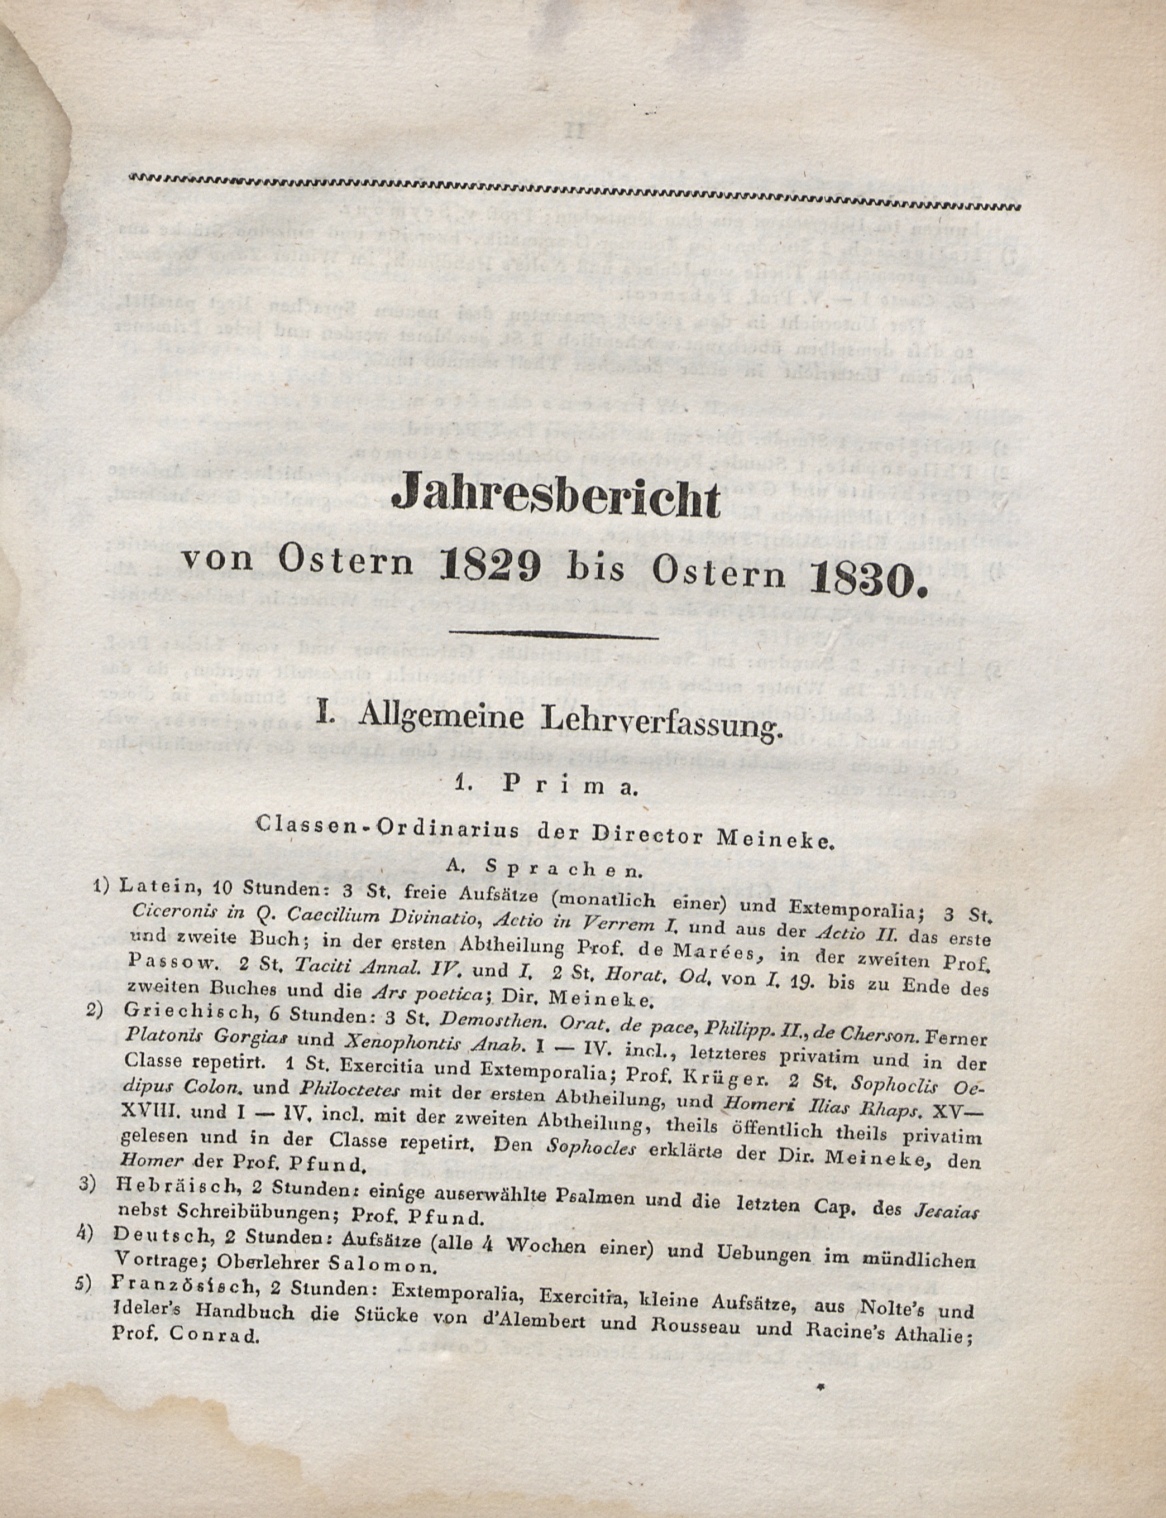 Jahresbericht
von Ostern 1829 bis Ostern 1830.
I. Allgemeine Lehrverfassung.
1. Prima.
Classen-Ordinarius der Director Meineke.
A. Sprachen.
1) Latein, 10 Stunden: 3 St. freie Aufsätze (monatlich einer) und Extemporalia; 3 St.
Ciceronis in Q. Caecilium Divinatio, Actio in Verrem I. und aus der Actio II. das erste
und zweite Buch; in der ersten Abtheilung Prof. de Marées, in der zweiten Prof.
Passow. 2 St. Taciti Annal. IV. und I. 2 St. Horat. Od. von I. 19. bis zu Ende des
zweiten Buches und die Ars poetica; Dir. Meineke.
2) Griechisch, 6 Stunden: 3 St. Demosthen. Orat. de pace, Philipp. II., de Cherson. Ferner
Platonis Gorgias und Xenophontis Anab. I — IV. incl., letzteres privatim und in der
Classe repetirt. 1 St. Exercitia und Extemporalia; Prof. Krüger. 2 St. Sophoclis Oe-
dipus Colon. und Philoctetes mit der ersten Abtheilung, und Homeri Ilias Rhaps. XV—
XVIII. und I — IV. incl. mit der zweiten Abtheilung, theils öffentlich theils privatim
gelesen und in der Classe repetirt. Den Sophocles erklärte der Dir. Meineke, den
Homer der Prof. Pfund.
3) Hebräisch, 2 Stunden: einige auserwählte Psalmen und die letzten Cap. des Jesaias
nebst Schreibübungen; Prof. Pfund.
4) Deutsch, 2 Stunden: Aufsätze (alle 4 Wochen einer) und Uebungen im mündlichen
Vortrage; Oberlehrer Salomon.
5) Französisch, 2 Stunden: Extemporalia, Exercitia, kleine Aufsätze, aus Nolte's und
Ideler's Handbuch die Stücke von d'Alembert und Rousseau und Racine's Athalie;
Prof. Conrad.
*